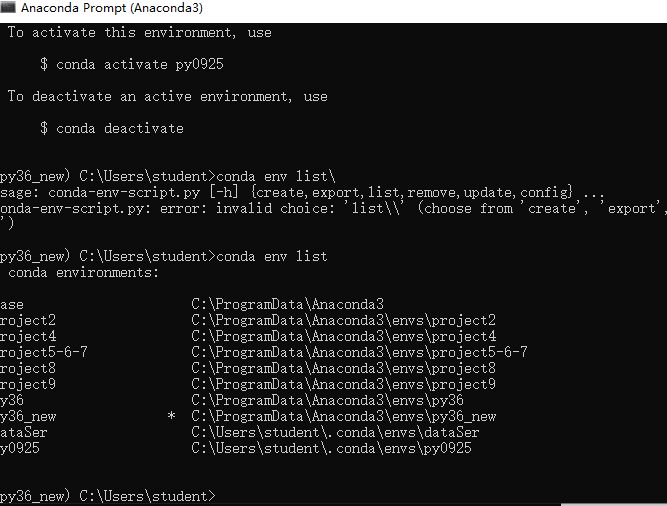 Anaconda Prompt (Anaconda3)
To activate this environment, use
$ conda activate py0925
To deactivate an active environment, use
$ conda deactivate
py36_new) C:\Users\student>conda env list\
sage: conda-env-script.py [-h] {create,export,list,remove,update,config} ...
onda-env-script.py: error: invalid choice: 'list\\' (choose from 'create', 'export',
')
py36_new) C:\Users\student>conda env list
conda environments:
ase C:\ProgramData\Anaconda3
roject2 C:\ProgramData\Anaconda3\envs\project2
roject4 C:\ProgramData\Anaconda3\envs\project4
roject5-6-7 C:\ProgramData\Anaconda3\envs\project5-6-7
roject8 C:\ProgramData\Anaconda3\envs\project8
roject9 C:\ProgramData\Anaconda3\envs\project9
y36 C:\ProgramData\Anaconda3\envs\py36
y36_new * C:\ProgramData\Anaconda3\envs\py36_new
ataSer C:\Users\student\.conda\envs\dataSer
y0925 C:\Users\student\.conda\envs\py0925
py36_new) C:\Users\student>